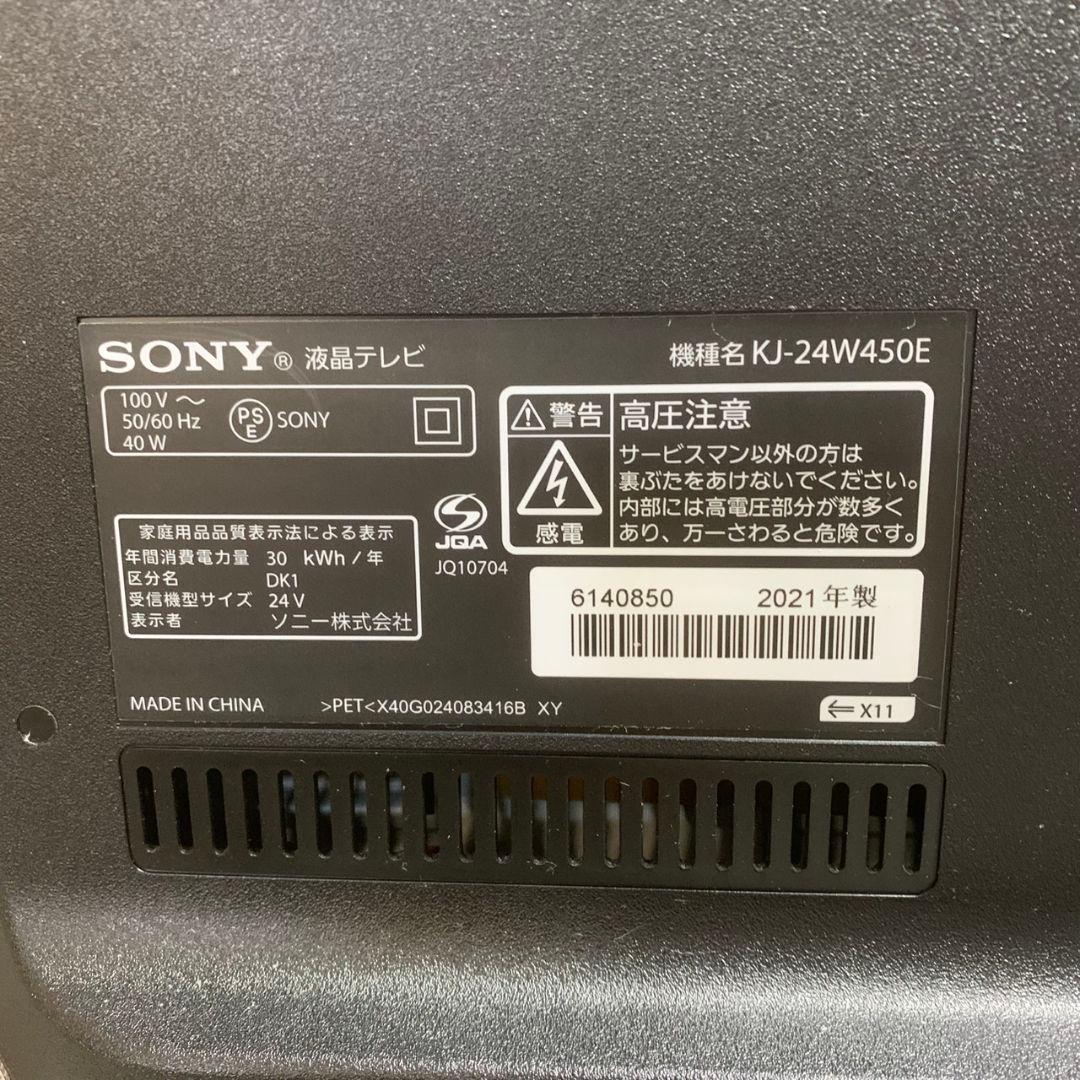 SONY® 液晶テレビ
機種名 KJ-24W450E
100 V ～
50/60 Hz
40 W
PS
E
SONY
警告
感電
高圧注意
サービスマン以外の方は
裏ぶたをあけないでください。
内部には高電圧部分が数多く
あり、万一さわると危険です。
家庭用品品質表示法による表示
年間消費電力量 30 kWh / 年
区分名 DK1
受信機型サイズ 24 V
表示者 ソニー株式会社
JQA
JQ10704
6140850 2021 年製
MADE IN CHINA
>PET<X40G024083416B XY
⇐ X11